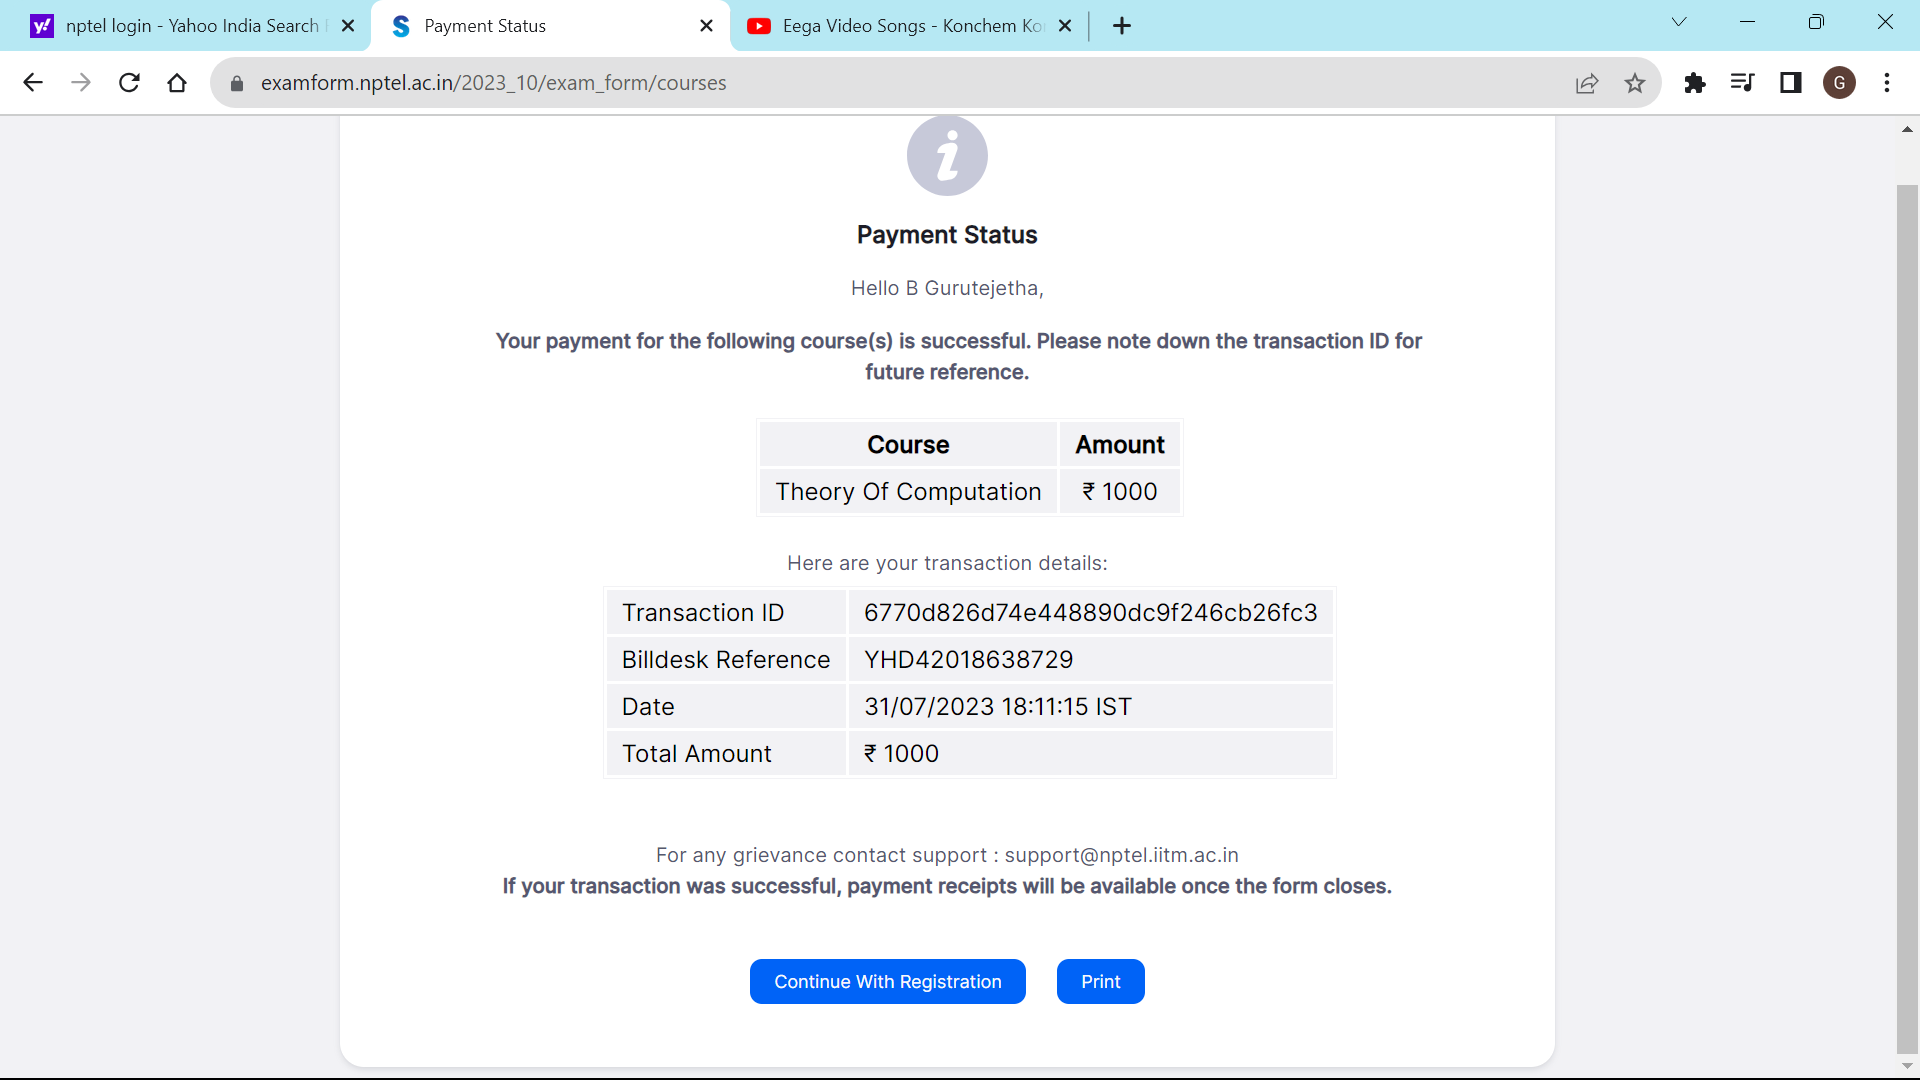 nptel login - Yahoo India Search
Payment Status
Eega Video Songs - Konchem Ko
examform.nptel.ac.in/2023_10/exam_form/courses
G
Payment Status
Hello B Gurutejetha,
Your payment for the following course(s) is successful. Please note down the transaction ID for
future reference.
Course Amount
Theory Of Computation ₹ 1000
Here are your transaction details:
Transaction ID 6770d826d74e448890dc9f246cb26fc3
Billdesk Reference YHD42018638729
Date 31/07/2023 18:11:15 IST
Total Amount ₹ 1000
For any grievance contact support : support@nptel.iitm.ac.in
If your transaction was successful, payment receipts will be available once the form closes.
Continue With Registration Print